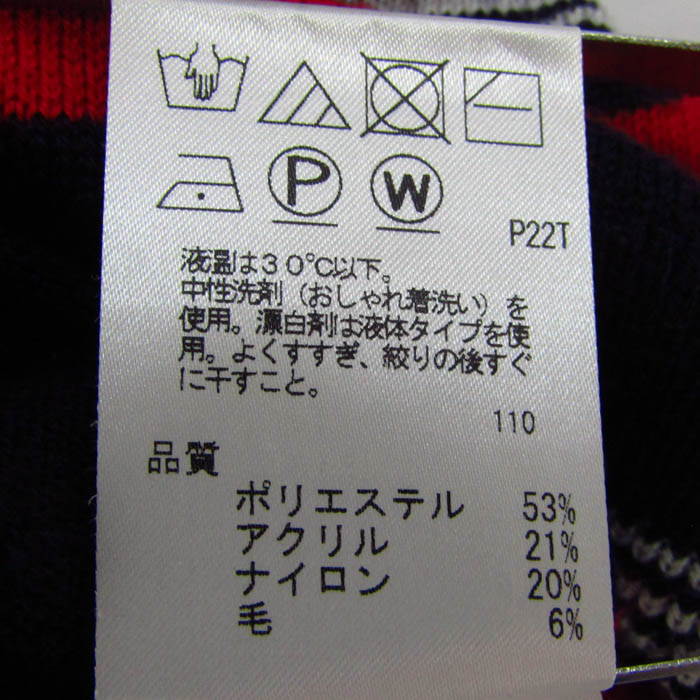 P W
P22T
液温は30℃以下。
中性洗剤（おしゃれ着洗い）を
使用。漂白剤は液体タイプを使
用。よくすすぎ、絞りの後すぐ
に干すこと。
110
品質
ポリエステル 53%
アクリル 21%
ナイロン 20%
毛 6%